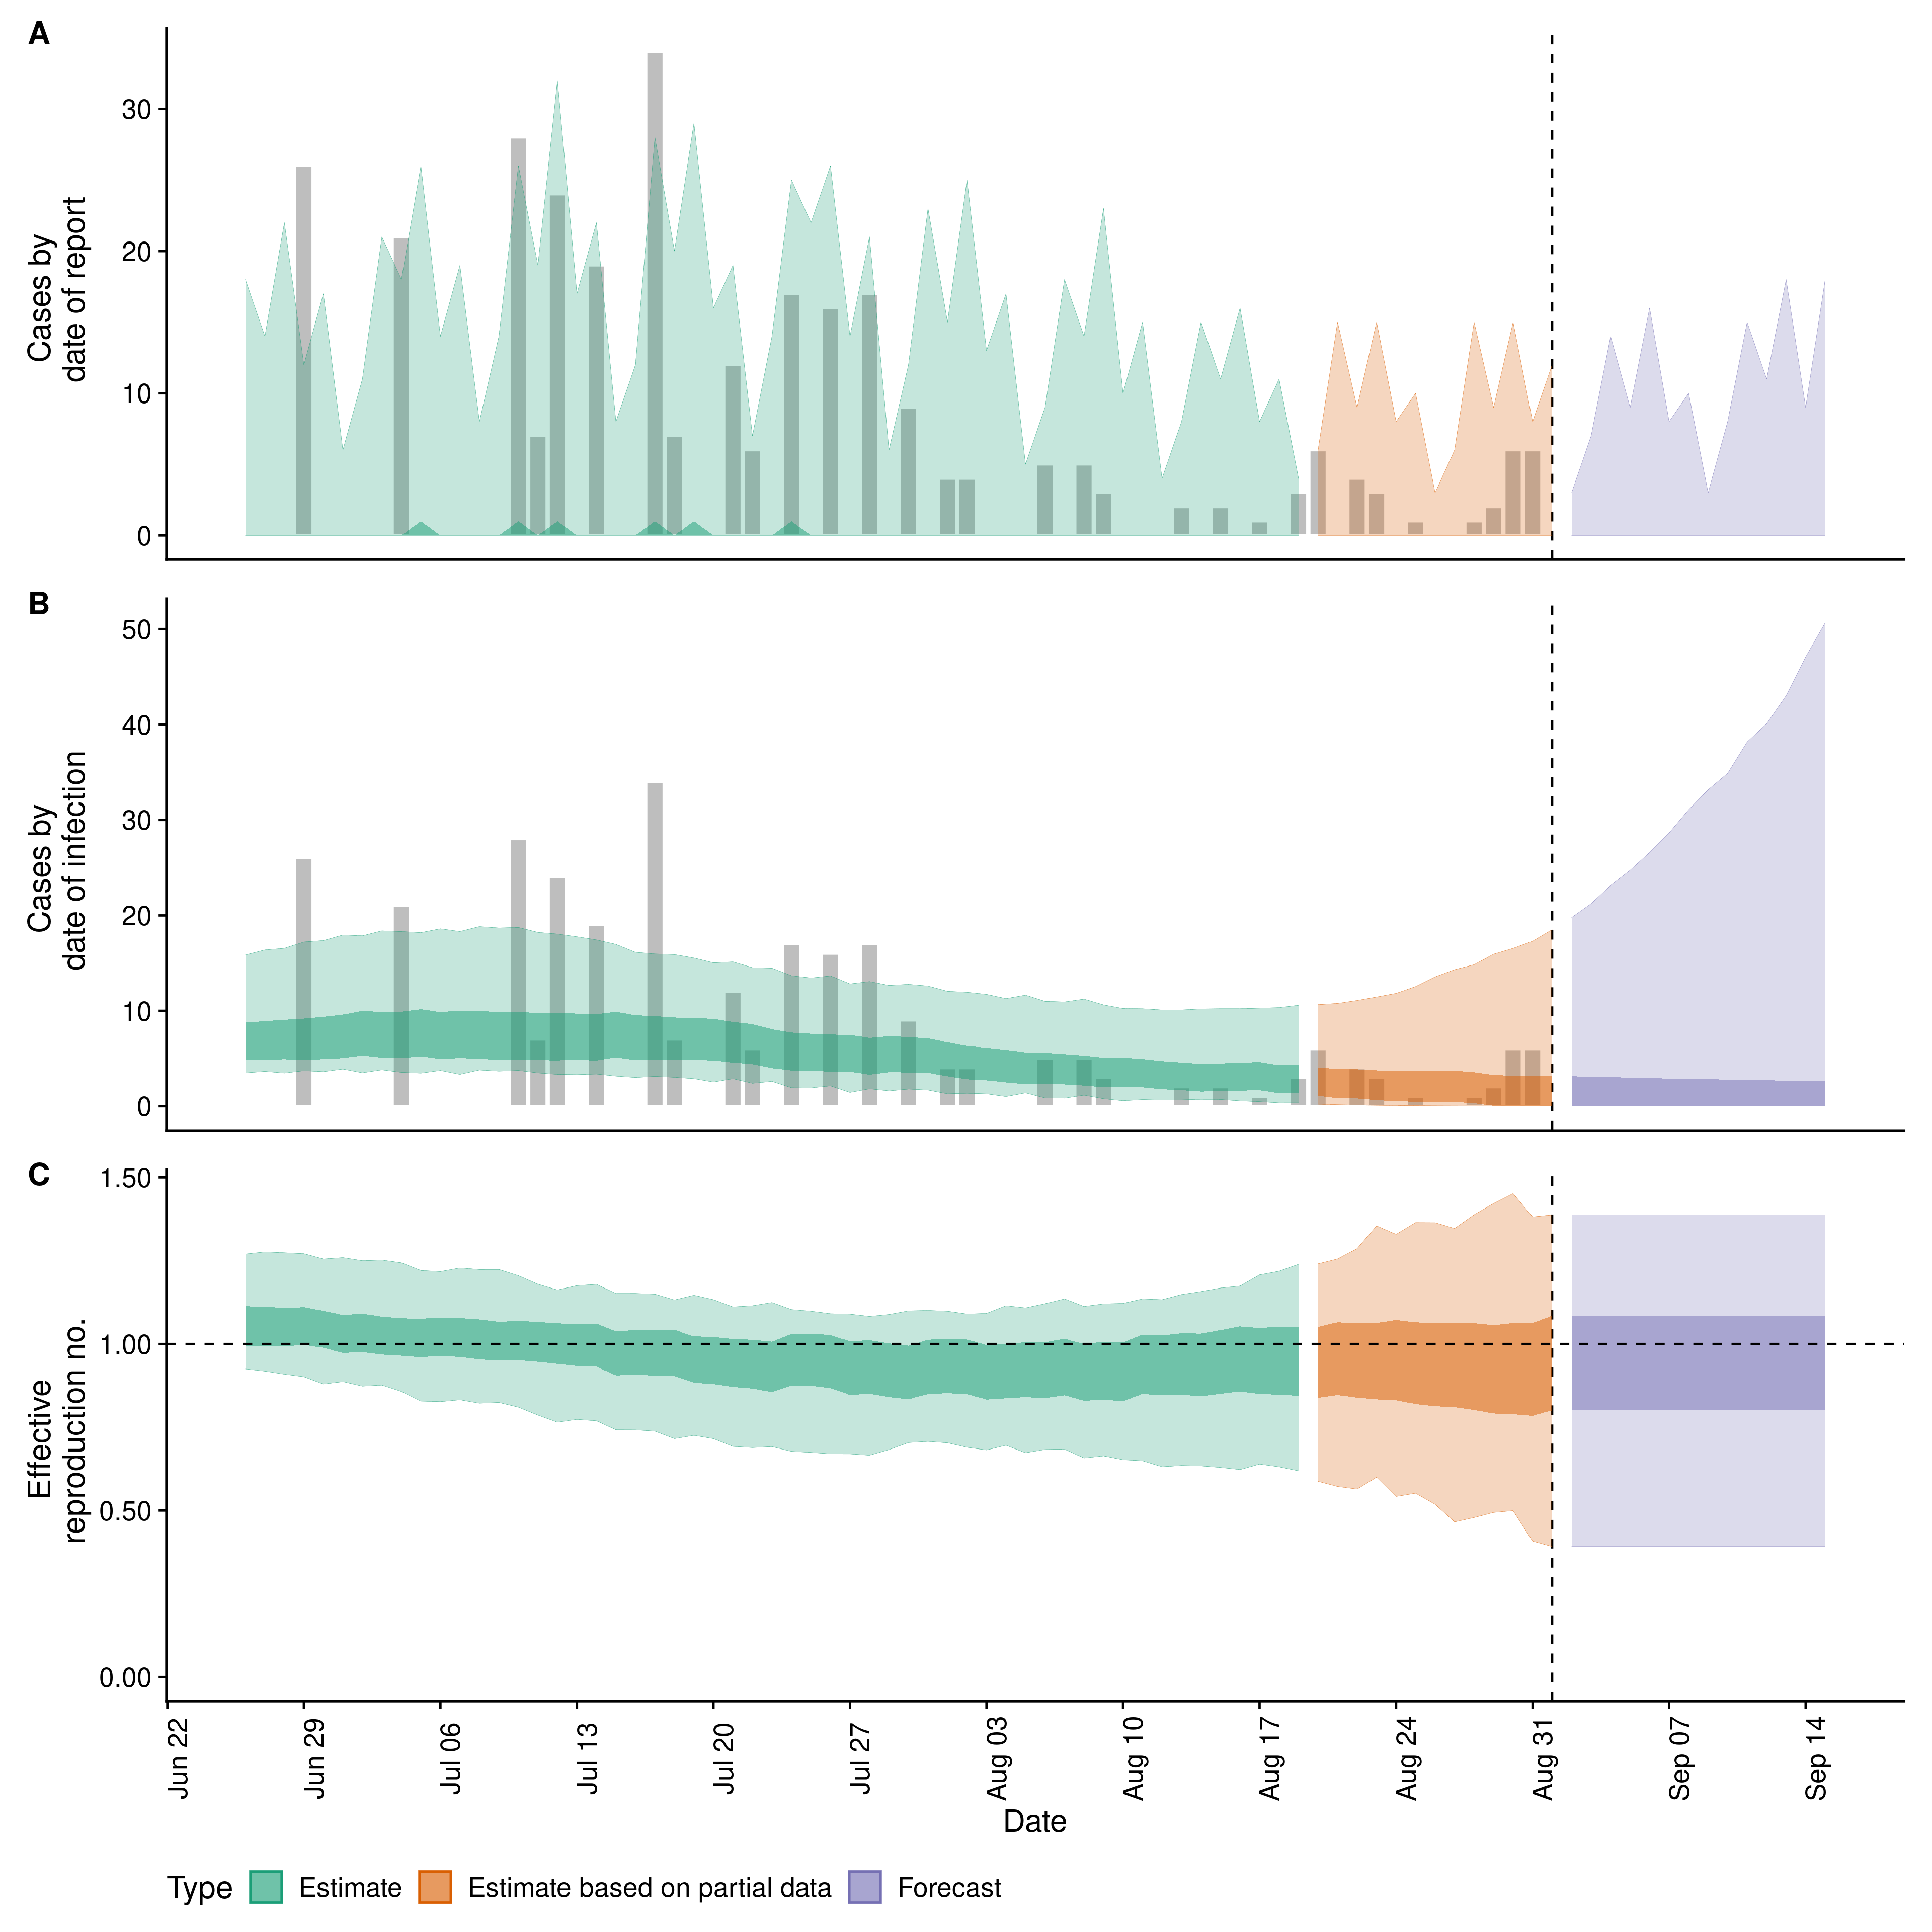 A
Cases by
date of report
30
20
10
0
B
Cases by
date of infection
50
40
30
20
10
0
C
Effective
reproduction no.
1.50
1.00
0.50
0.00
Jun 22
Jun 29
Jul 06
Jul 13
Jul 20
Jul 27
Aug 03
Aug 10
Aug 17
Aug 24
Aug 31
Sep 07
Sep 14
Date
Type Estimate Estimate based on partial data Forecast